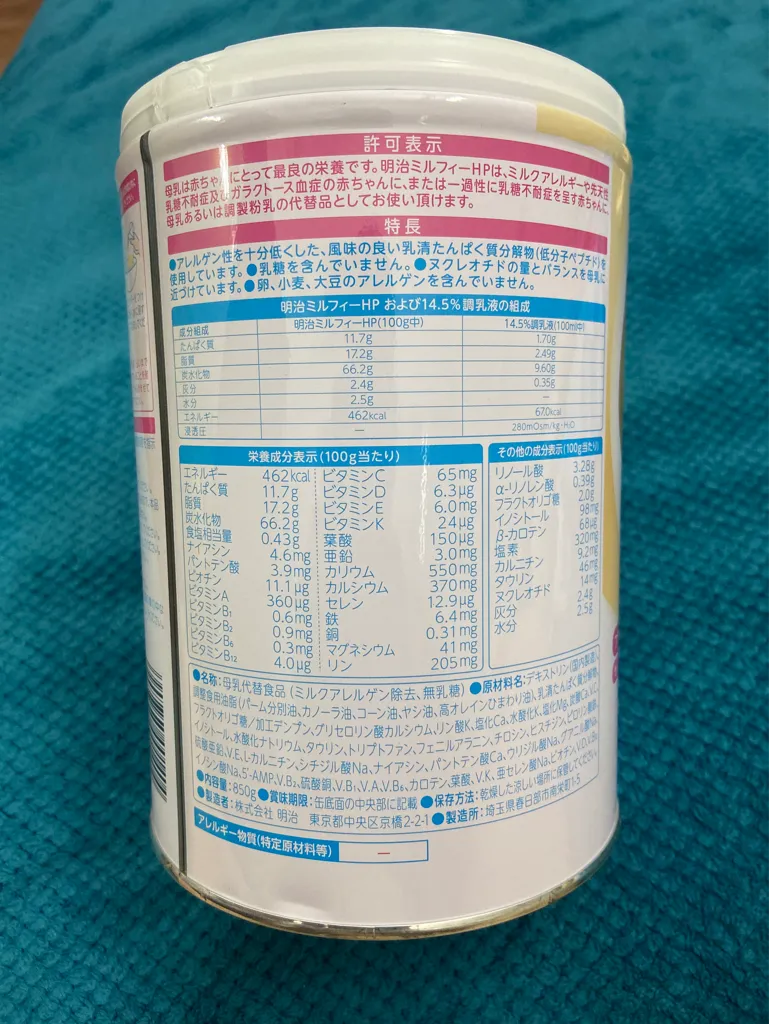 許可表示
母乳は赤ちゃんにとって最良の栄養です。明治ミルフィーHPは、ミルクアレルギーや先天性
乳糖不耐症及びガラクトース血症の赤ちゃんに、または一過性に乳糖不耐症を呈す赤ちゃんに、
母乳あるいは調製粉乳の代替品としてお使い頂けます。
特長
●アレルゲン性を十分低くした、風味の良い乳清たんぱく質分解物(低分子ペプチド)を
使用しています。●乳糖を含んでいません。●ヌクレオチドの量とバランスを母乳に
近づけています。●卵、小麦、大豆のアレルゲンを含んでいません。
明治ミルフィーHP および14.5%調乳液の組成
成分組成 明治ミルフィーHP(100g中) 14.5%調乳液(100ml中)
たんぱく質 11.7g 1.70g
脂質 17.2g 2.49g
炭水化物 66.2g 9.60g
灰分 2.4g 0.35g
水分 2.5g —
エネルギー 462kcal 67.0kcal
浸透圧 — 280mOsm/kg・H₂O
栄養成分表示(100g当たり)
エネルギー 462kcal
たんぱく質 11.7g
脂質 17.2g
炭水化物 66.2g
食塩相当量 0.43g
ナイアシン 4.6mg
パントテン酸 3.9mg
ビオチン 11.1μg
ビタミンA 360μg
ビタミンB₁ 0.6mg
ビタミンB₂ 0.9mg
ビタミンB₆ 0.3mg
ビタミンB₁₂ 4.0μg
ビタミンC 65mg
ビタミンD 6.3μg
ビタミンE 6.0mg
ビタミンK 24μg
葉酸 150μg
亜鉛 3.0mg
カリウム 550mg
カルシウム 370mg
セレン 12.9μg
鉄 6.4mg
銅 0.31mg
マグネシウム 41mg
リン 205mg
その他の成分表示(100g当たり)
リノール酸 3.28g
α-リノレン酸 0.39g
フラクトオリゴ糖 2.0g
イノシトール 98mg
β-カロテン 68μg
塩素 320mg
カルニチン 9.2mg
タウリン 46mg
ヌクレオチド 14mg
灰分 2.4g
水分 2.5g
●名称:母乳代替食品(ミルクアレルゲン除去、無乳糖)●原材料名:デキストリン(国内製造)、
調整食用油脂(パーム分別油、カノーラ油、コーン油、ヤシ油、高オレインひまわり油)、乳清たんぱく質分解物、
フラクトオリゴ糖/加工デンプン、グリセロリン酸カルシウム、リン酸K、塩化Ca、水酸化K、塩化Mg、炭酸Ca、V.C、
イノシトール、水酸化ナトリウム、タウリン、トリプトファン、フェニルアラニン、チロシン、ヒスチジン、ピロリン酸鉄、
硫酸亜鉛、V.E、L-カルニチン、シチジル酸Na、ナイアシン、パントテン酸Ca、ウリジル酸Na、グアニル酸Na、
イノシン酸Na、5'-AMP、V.B₂、硫酸銅、V.B₁、V.A、V.B₆、カロテン、葉酸、V.K、亜セレン酸Na、ビオチン、V.D、V.B₁₂
●内容量:850g●賞味期限:缶底面の中央部に記載●保存方法:乾燥した涼しい場所に保管してください。
●製造者:株式会社 明治 東京都中央区京橋2-2-1●製造所:埼玉県春日部市南栄町1-5
アレルギー物質(特定原材料等) —